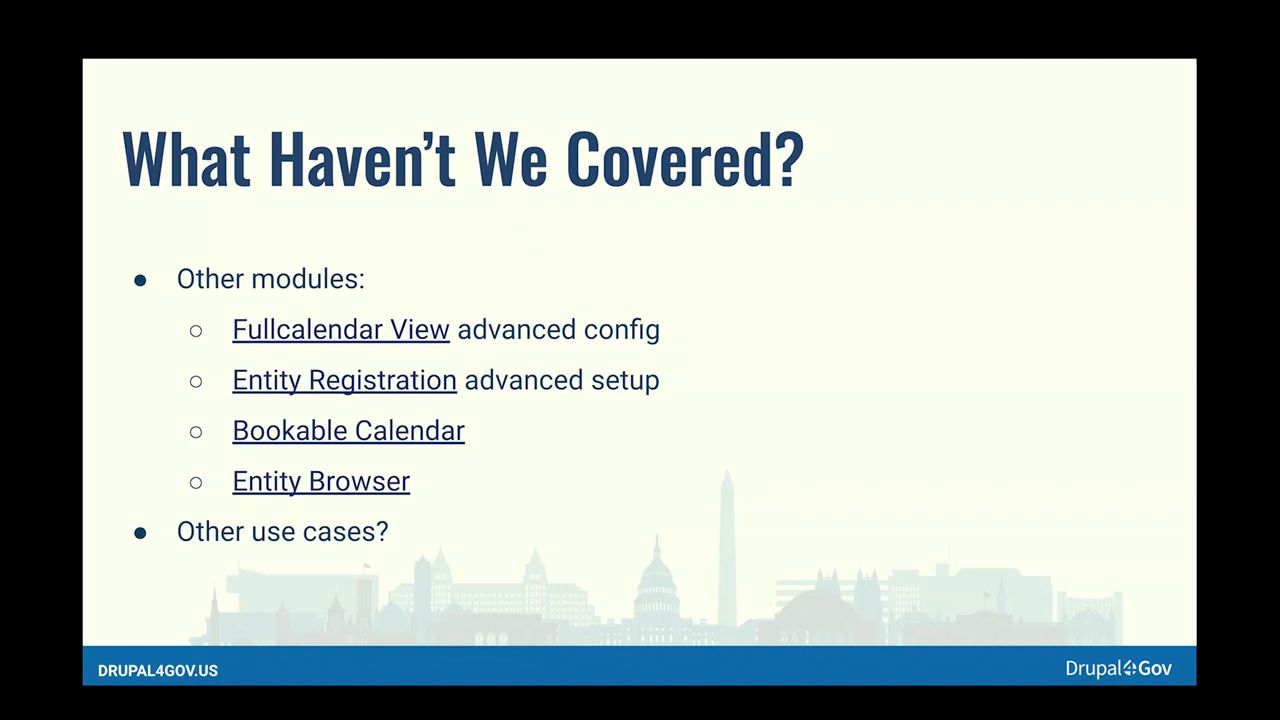 What Haven't We Covered?
● Other modules:
○ Fullcalendar View advanced config
○ Entity Registration advanced setup
○ Bookable Calendar
○ Entity Browser
● Other use cases?
DRUPAL4GOV.US
Drupal4Gov